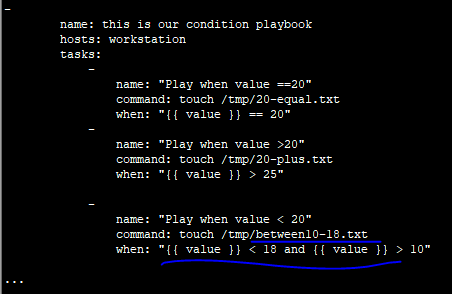 -
name: this is our condition playbook
hosts: workstation
tasks:
-
name: "Play when value ==20"
command: touch /tmp/20-equal.txt
when: "{{ value }} == 20"
-
name: "Play when value >20"
command: touch /tmp/20-plus.txt
when: "{{ value }} > 25"
-
name: "Play when value < 20"
command: touch /tmp/between10-18.txt
when: "{{ value }} < 18 and {{ value }} > 10"
...